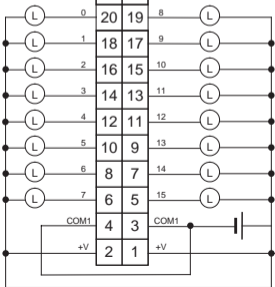 L 0 20 19 8 L
L 1 18 17 9 L
L 2 16 15 10 L
L 3 14 13 11 L
L 4 12 11 12 L
L 5 10 9 13 L
L 6 8 7 14 L
L 7 6 5 15 L
COM1 4 3 COM1
+V 2 1 +V